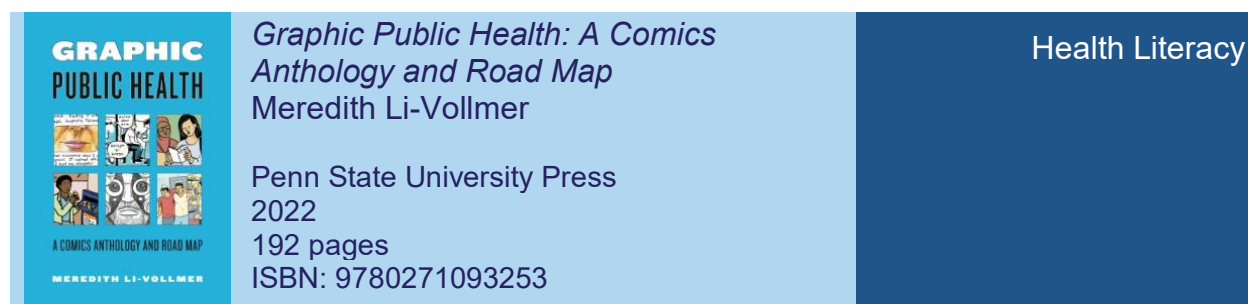 GRAPHIC
PUBLIC HEALTH
A COMICS ANTHOLOGY AND ROAD MAP
MEREDITH LI-VOLLMER
Graphic Public Health: A Comics
Anthology and Road Map
Meredith Li-Vollmer
Penn State University Press
2022
192 pages
ISBN: 9780271093253
Health Literacy